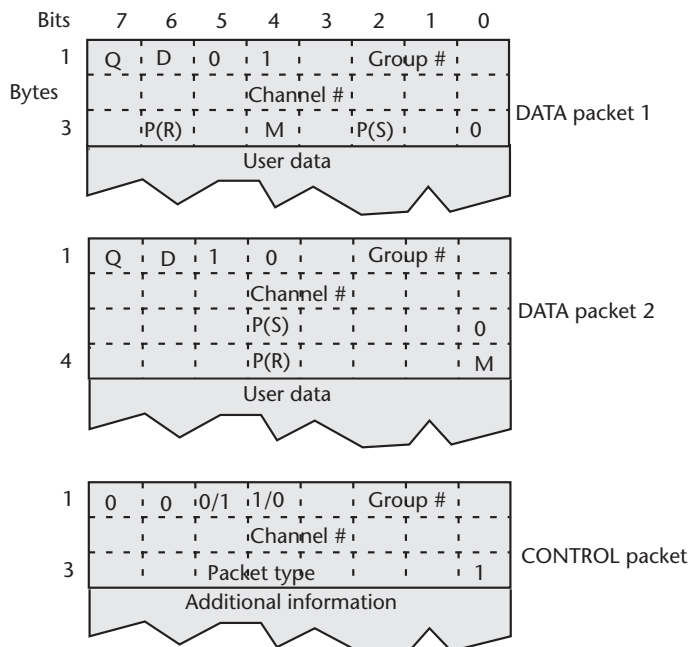 Bits 7 6 5 4 3 2 1 0
1 Q D 0 1 Group #
Bytes Channel #
3 P(R) M P(S) 0
DATA packet 1
User data
1 Q D 1 0 Group #
Channel #
P(S) 0
DATA packet 2
4 P(R) M
User data
1 0 0 0/1 1/0 Group #
Channel #
CONTROL packet
3 Packet type 1
Additional information